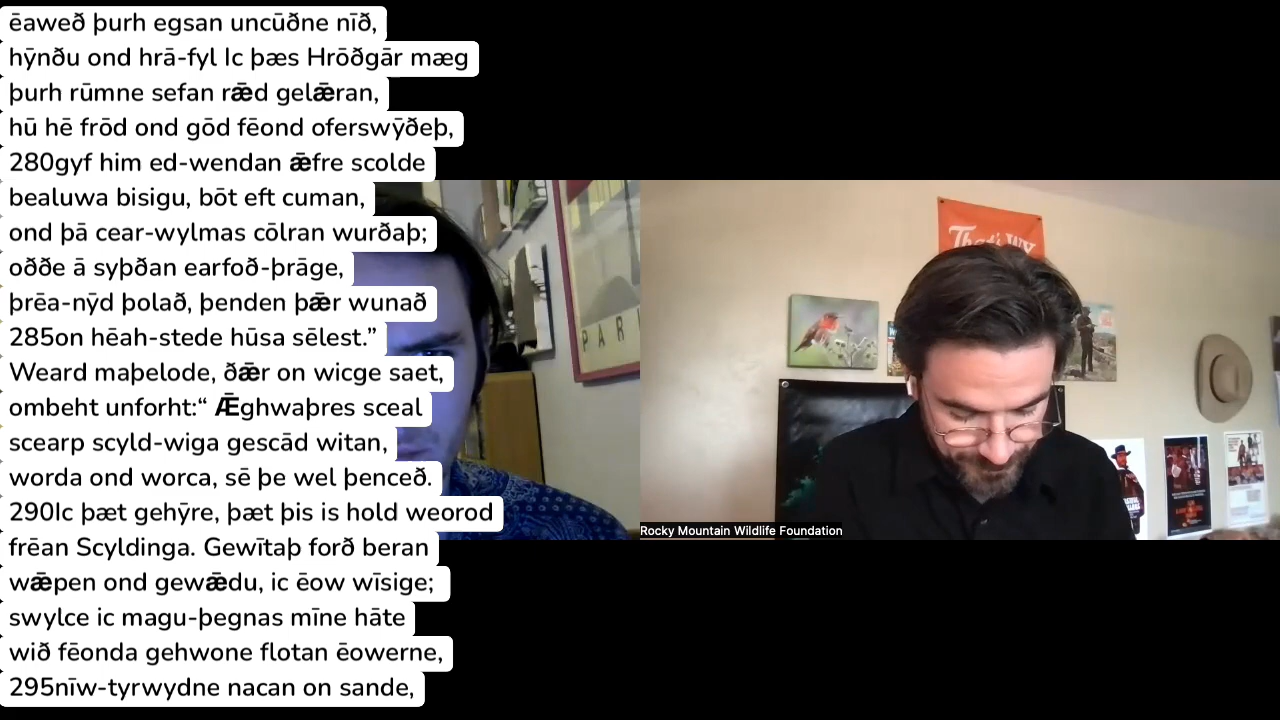 ēaweð þurh egsan uncūðne nīð,
hȳnðu ond hrā-fyl Ic þæs Hrōðgār mæg
þurh rūmne sefan rǣd gelǣran,
hū hē frōd ond gōd fēond oferswȳðeþ,
280gyf him ed-wendan ǣfre scolde
bealuwa bisigu, bōt eft cuman,
ond þā cear-wylmas cōlran wurðaþ;
oððe ā syþðan earfoð-þrāge,
þrēa-nȳd þolað, þenden þǣr wunað
285on hēah-stede hūsa sēlest.”
Weard maþelode, ðǣr on wicge saet,
ombeht unforht:“ Ǣghwaþres sceal
scearp scyld-wiga gescād witan,
worda ond worca, sē þe wel þenceð.
290Ic þæt gehȳre, þæt þis is hold weorod
frēan Scyldinga. Gewītaþ forð beran
wǣpen ond gewǣdu, ic ēow wīsige;
swylce ic magu-þegnas mīne hāte
wið fēonda gehwone flotan ēowerne,
295nīw-tyrwydne nacan on sande,
PARI
That's WY
Rocky Mountain Wildlife Foundation